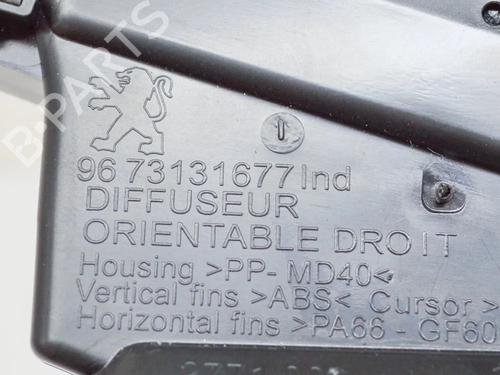 B-PARTS
96 73131677 Ind
DIFFUSEUR
ORIENTABLE DROIT
Housing >PP- MD40<
Vertical fins >ABS< Cursor >
Horizontal fins >PA66 - GF60